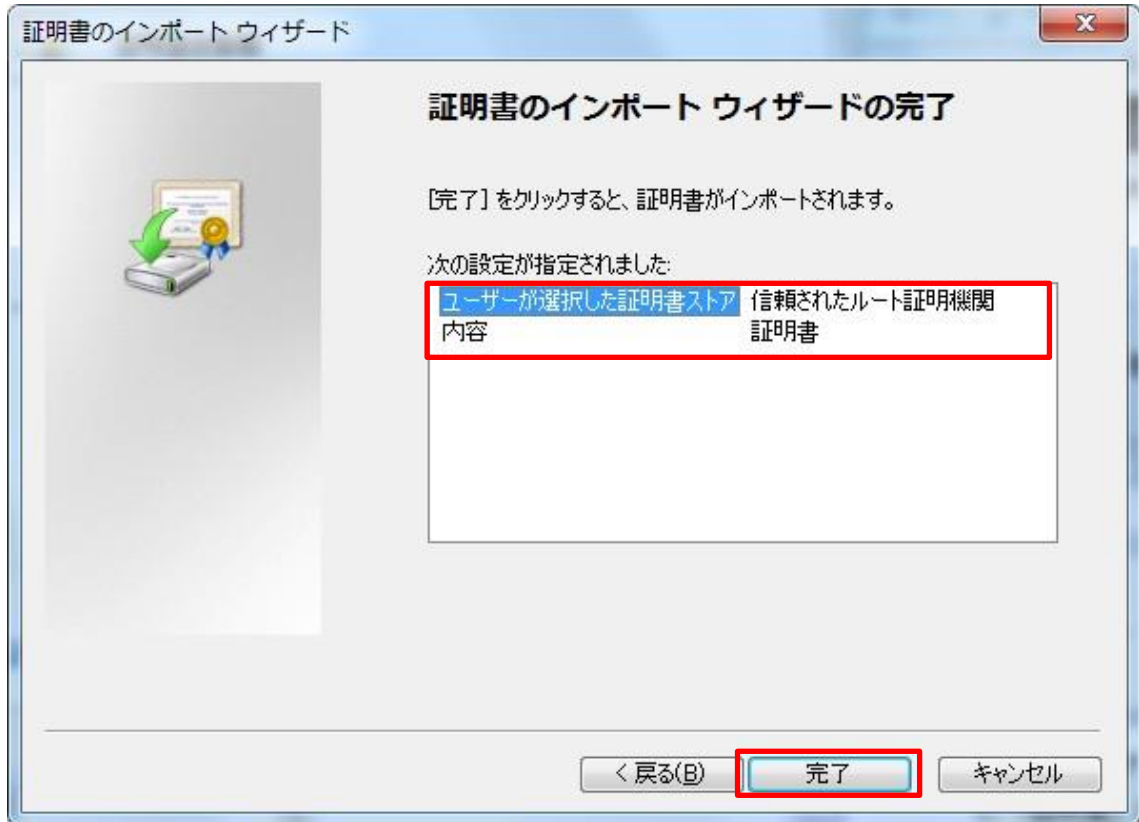 証明書のインポート ウィザード
証明書のインポート ウィザードの完了
[完了] をクリックすると、証明書がインポートされます。
次の設定が指定されました:
ユーザーが選択した証明書ストア 信頼されたルート証明機関
内容 証明書
< 戻る(B) 完了 キャンセル